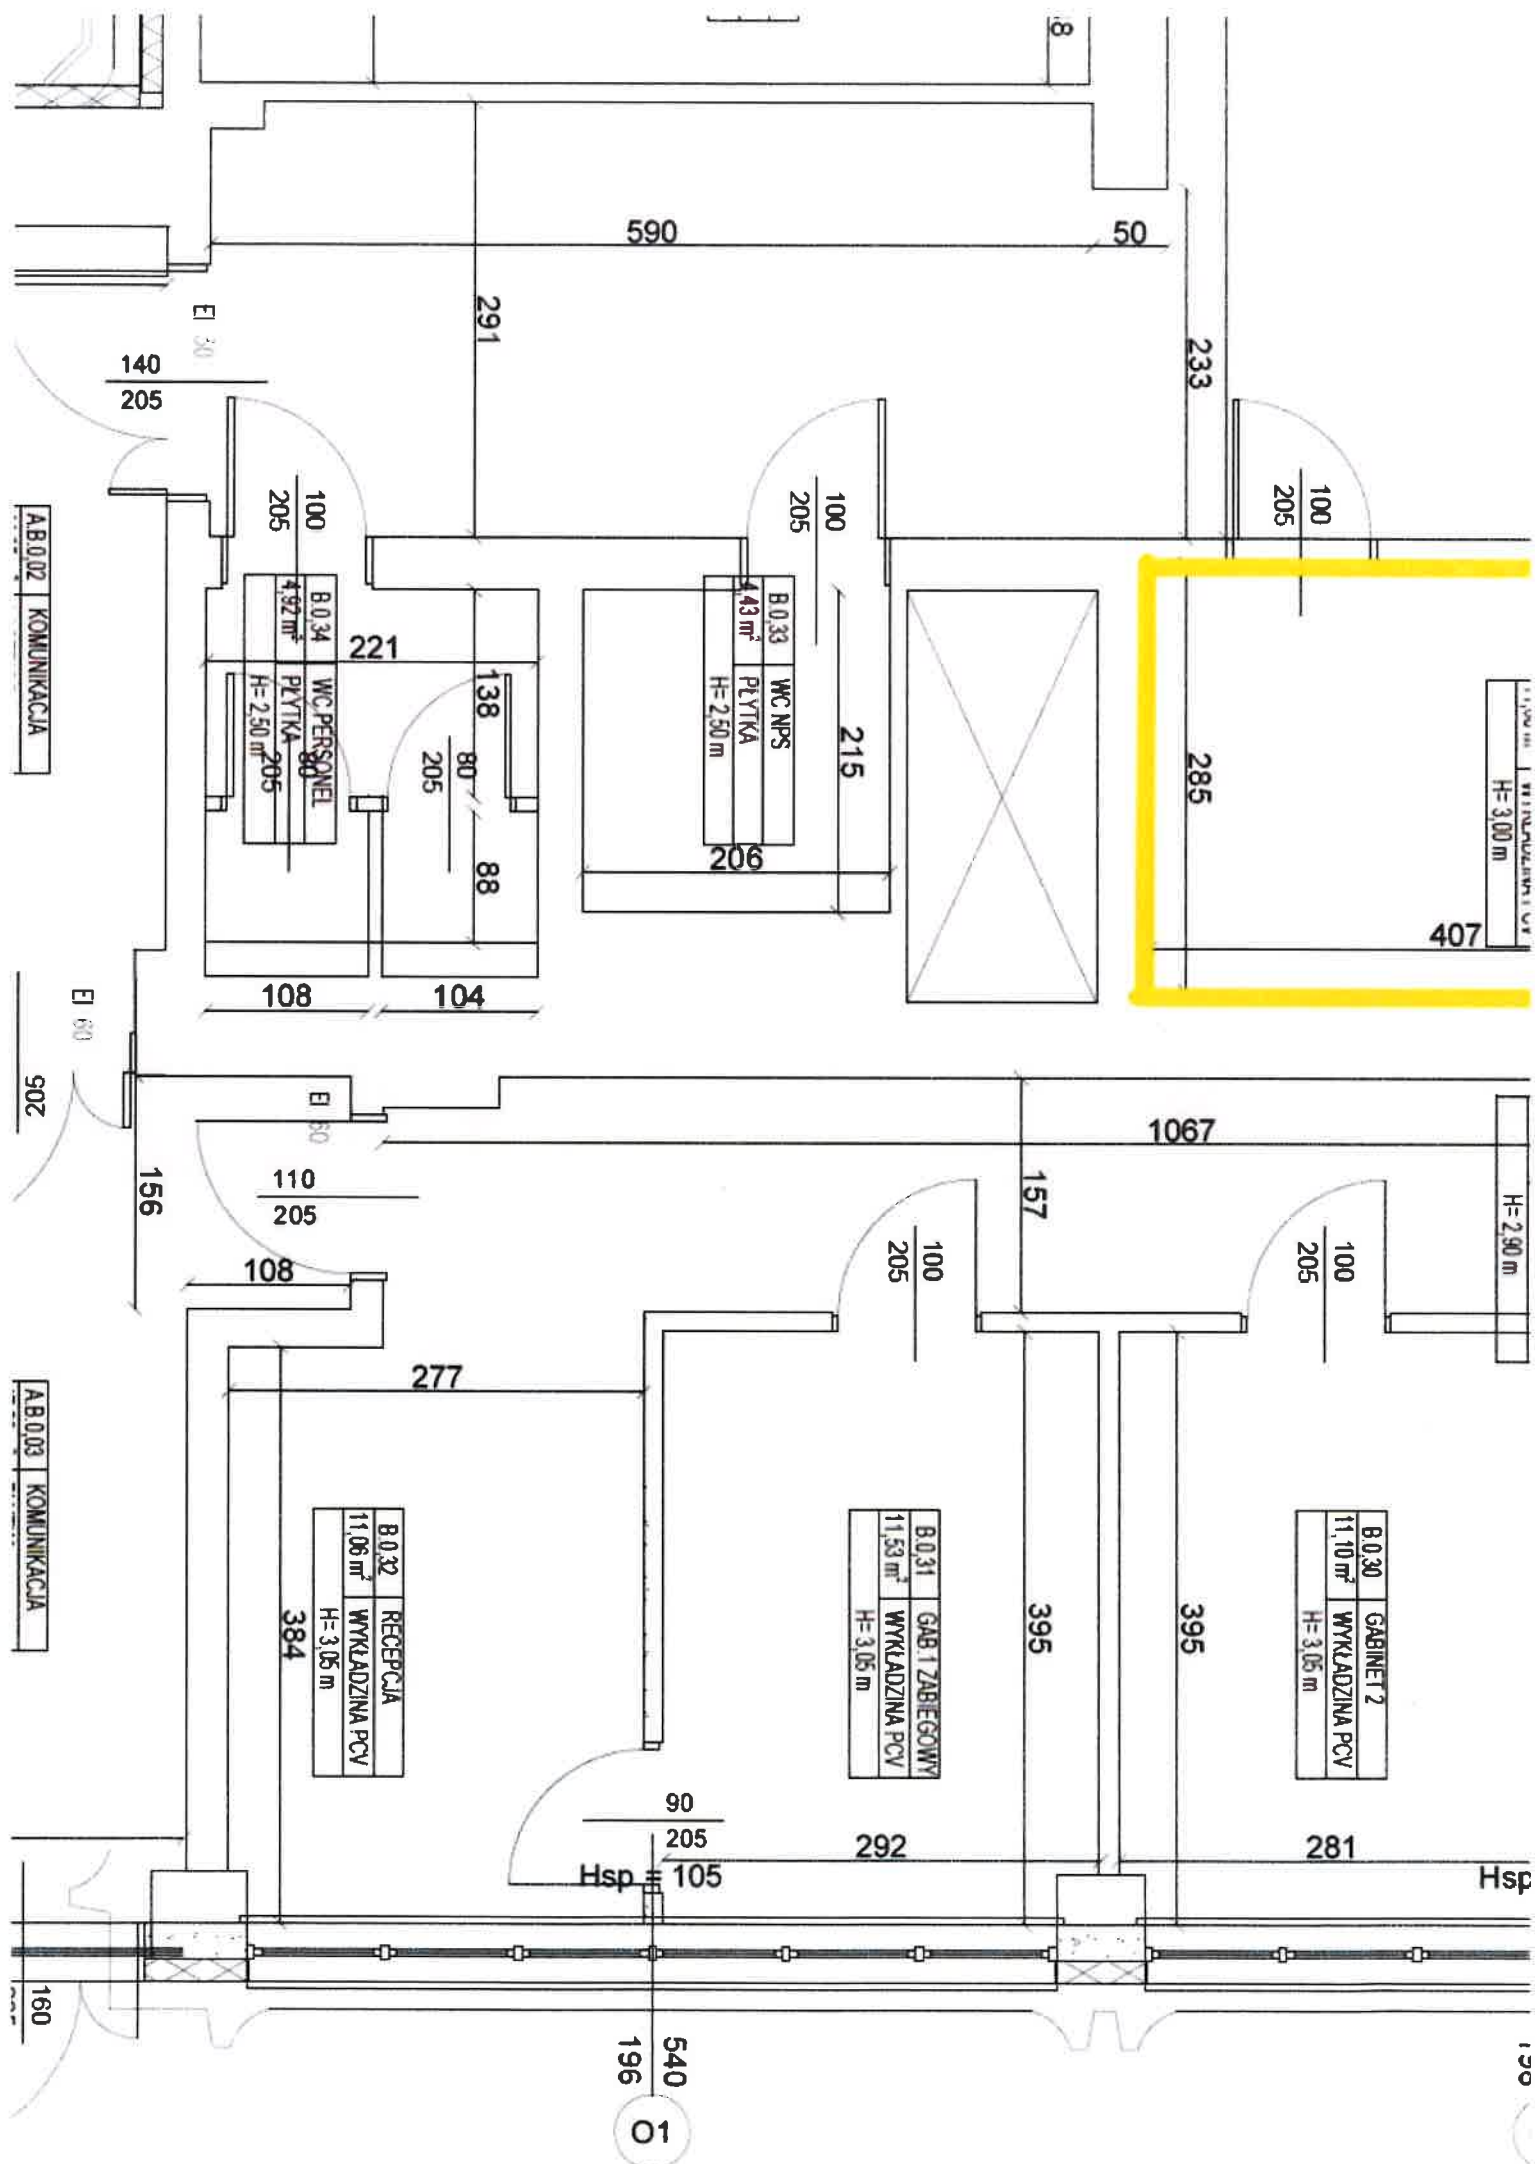 8
590
50
291
233
EI 30
140
205
100
205
100
205
100
205
A.B.0,02 KOMUNIKACJA
B.0,34 WC PERSONEL
4,92 m² PŁYTKA
H= 2,50 m
221
138
80
205
80
205
88
108
104
B.0,33 WC NPS
4,43 m² PŁYTKA
H= 2,50 m
215
206
285
H= 3,00 m
407
EI 60
205
156
EI 60
110
205
108
1067
157
100
205
100
205
H= 2,90 m
277
384
A.B.0,03 KOMUNIKACJA
B.0,32 RECEPCJA
11,06 m² WYKŁADZINA PCV
H= 3,05 m
B.0,31 GAB.1 ZABIEGOWY
11,53 m² WYKŁADZINA PCV
H= 3,05 m
395
B.0,30 GABINET 2
11,10 m² WYKŁADZINA PCV
H= 3,05 m
395
90
205
Hsp = 105
292
281
Hsp
160
540
196
O1